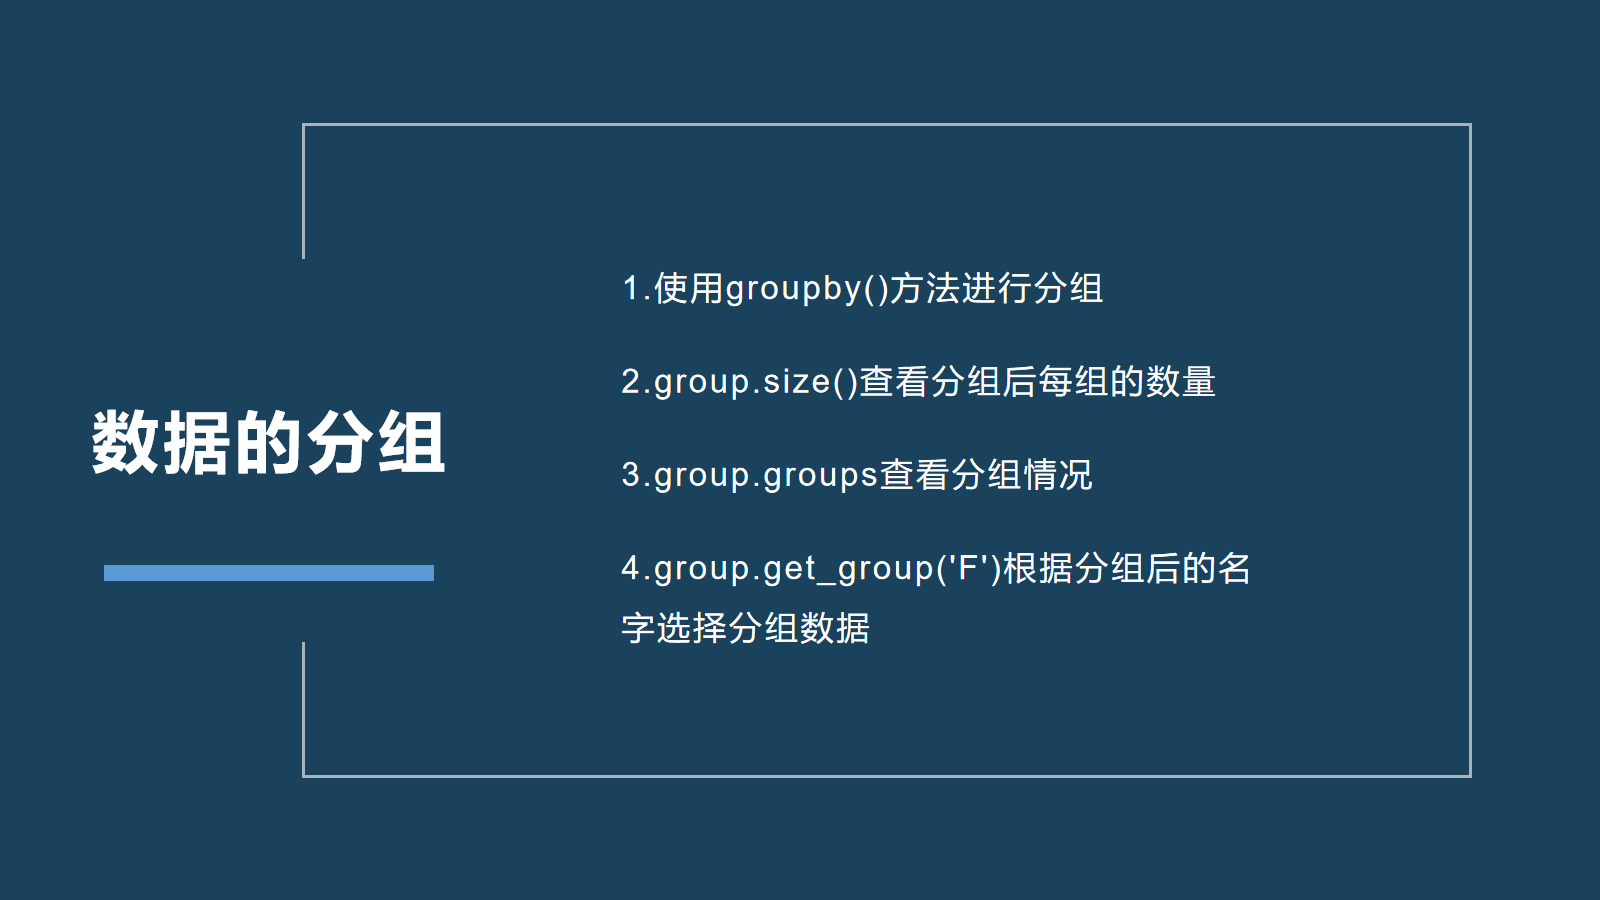 数据的分组
1.使用groupby()方法进行分组
2.group.size()查看分组后每组的数量
3.group.groups查看分组情况
4.group.get_group('F')根据分组后的名
字选择分组数据